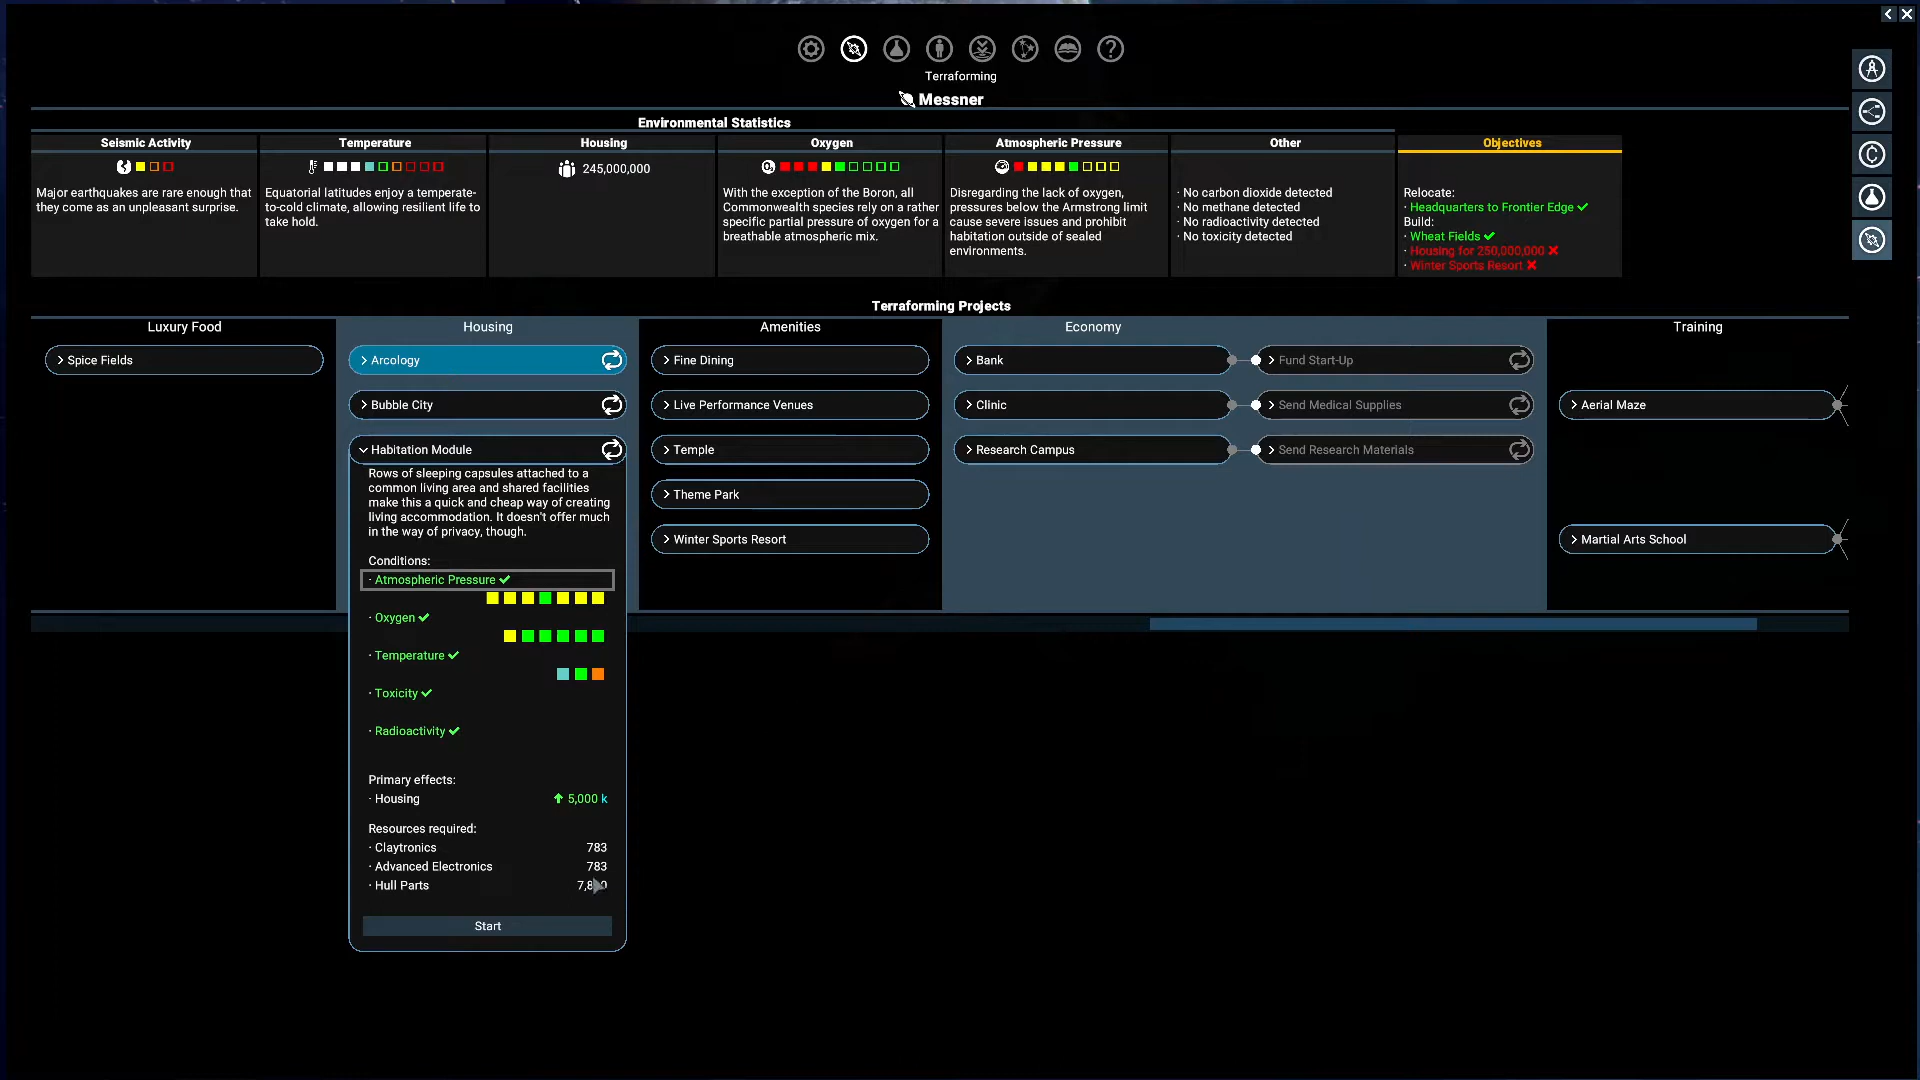 Terraforming
Messner
Environmental Statistics
Seismic Activity
Major earthquakes are rare enough that
they come as an unpleasant surprise.
Temperature
Equatorial latitudes enjoy a temperate-
to-cold climate, allowing resilient life to
take hold.
Housing
245,000,000
Oxygen
With the exception of the Boron, all
Commonwealth species rely on a rather
specific partial pressure of oxygen for a
breathable atmospheric mix.
Atmospheric Pressure
Disregarding the lack of oxygen,
pressures below the Armstrong limit
cause severe issues and prohibit
habitation outside of sealed
environments.
Other
· No carbon dioxide detected
· No methane detected
· No radioactivity detected
· No toxicity detected
Objectives
Relocate:
· Headquarters to Frontier Edge ✓
Build:
· Wheat Fields ✓
· Housing for 250,000,000 ✗
· Winter Sports Resort ✗
Terraforming Projects
Luxury Food
Spice Fields
Housing
Arcology
Bubble City
Habitation Module
Rows of sleeping capsules attached to a
common living area and shared facilities
make this a quick and cheap way of creating
living accommodation. It doesn't offer much
in the way of privacy, though.
Conditions:
· Atmospheric Pressure ✓
· Oxygen ✓
· Temperature ✓
· Toxicity ✓
· Radioactivity ✓
Primary effects:
· Housing 5,000 k
Resources required:
· Claytronics 783
· Advanced Electronics 783
· Hull Parts
Start
Amenities
Fine Dining
Live Performance Venues
Temple
Theme Park
Winter Sports Resort
Economy
Bank
Fund Start-Up
Clinic
Send Medical Supplies
Research Campus
Send Research Materials
Training
Aerial Maze
Martial Arts School